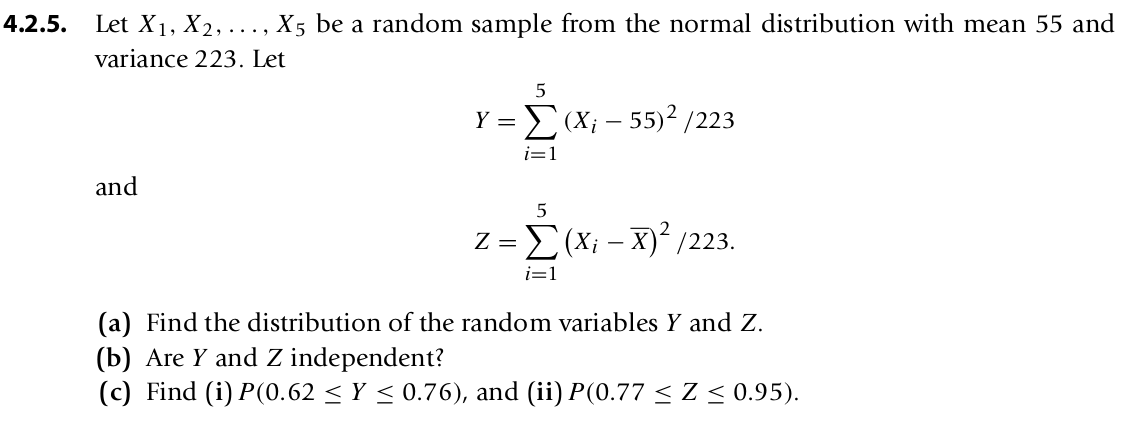 4.2.5. Let X₁, X₂, . . . , X₅ be a random sample from the normal distribution with mean 55 and
variance 223. Let
Y = ∑_{i=1}^{5} (Xᵢ − 55)² /223
and
Z = ∑_{i=1}^{5} (Xᵢ − X̅)² /223.
(a) Find the distribution of the random variables Y and Z.
(b) Are Y and Z independent?
(c) Find (i) P(0.62 ≤ Y ≤ 0.76), and (ii) P(0.77 ≤ Z ≤ 0.95).